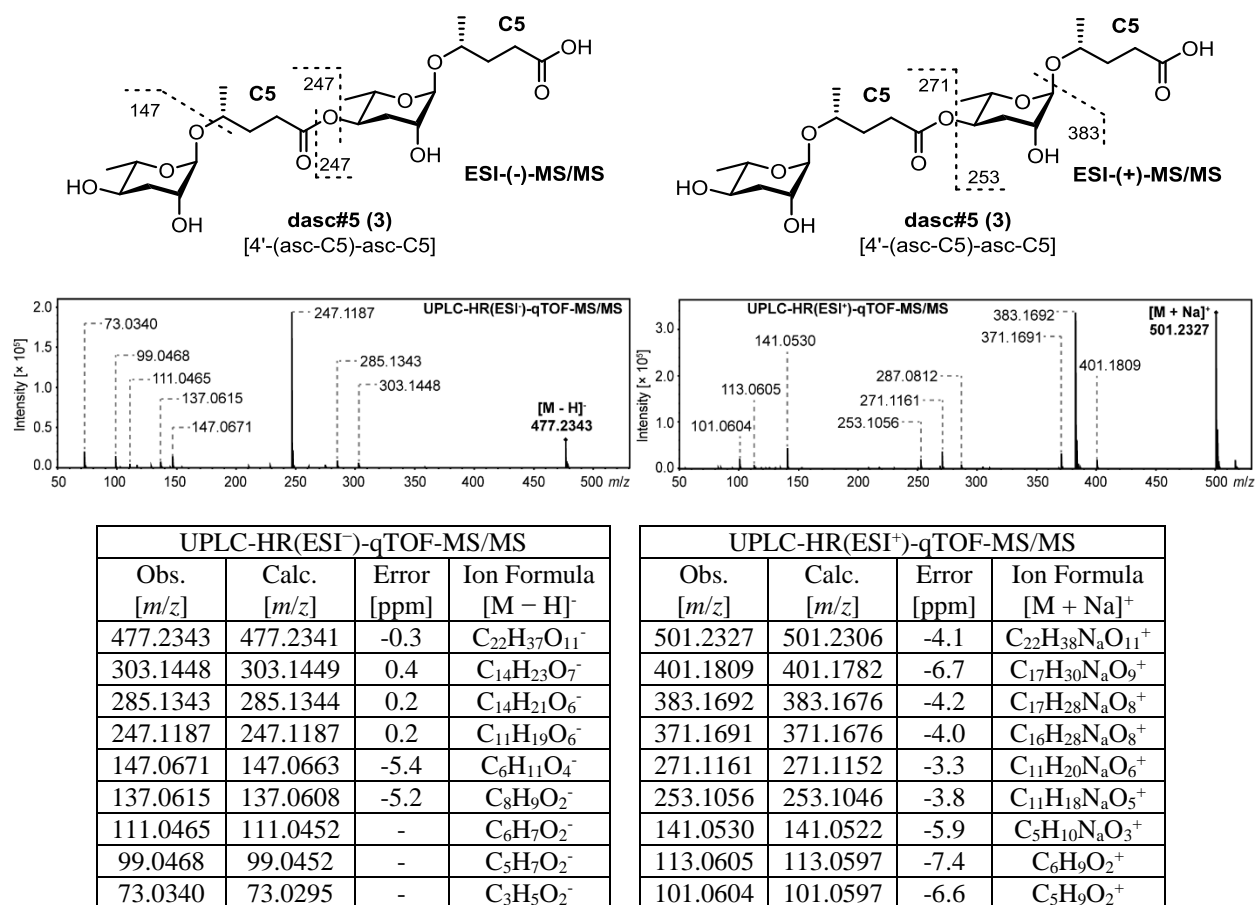 C5
OH
O
O
247
C5
147
O
O
O
O
OH
247
O
HO
OH
ESI-(-)-MS/MS
dasc#5 (3)
[4'-(asc-C5)-asc-C5]
C5
OH
O
O
271
C5
383
O
O
O
O
OH
253
O
HO
OH
ESI-(+)-MS/MS
dasc#5 (3)
[4'-(asc-C5)-asc-C5]
UPLC-HR(ESI-)-qTOF-MS/MS
Intensity [× 10⁵]
2.0
1.5
1.0
0.5
0.0
73.0340
99.0468
111.0465
137.0615
147.0671
247.1187
285.1343
303.1448
[M - H]-
477.2343
50 100 150 200 250 300 350 400 450 500 m/z
UPLC-HR(ESI⁺)-qTOF-MS/MS
Intensity [× 10⁵]
3.0
2.0
1.0
0.0
101.0604
113.0605
141.0530
253.1056
271.1161
287.0812
383.1692
371.1691
401.1809
[M + Na]⁺
501.2327
50 100 150 200 250 300 350 400 450 500 m/z
UPLC-HR(ESI⁻)-qTOF-MS/MS
Obs. Calc. Error Ion Formula
[m/z] [m/z] [ppm] [M − H]-
477.2343 477.2341 -0.3 C₂₂H₃₇O₁₁-
303.1448 303.1449 0.4 C₁₄H₂₃O₇-
285.1343 285.1344 0.2 C₁₄H₂₁O₆-
247.1187 247.1187 0.2 C₁₁H₁₉O₆-
147.0671 147.0663 -5.4 C₆H₁₁O₄-
137.0615 137.0608 -5.2 C₈H₉O₂-
111.0465 111.0452 - C₆H₇O₂-
99.0468 99.0452 - C₅H₇O₂-
73.0340 73.0295 - C₃H₅O₂-
UPLC-HR(ESI⁺)-qTOF-MS/MS
Obs. Calc. Error Ion Formula
[m/z] [m/z] [ppm] [M + Na]⁺
501.2327 501.2306 -4.1 C₂₂H₃₈NₐO₁₁⁺
401.1809 401.1782 -6.7 C₁₇H₃₀NₐO₉⁺
383.1692 383.1676 -4.2 C₁₇H₂₈NₐO₈⁺
371.1691 371.1676 -4.0 C₁₆H₂₈NₐO₈⁺
271.1161 271.1152 -3.3 C₁₁H₂₀NₐO₆⁺
253.1056 253.1046 -3.8 C₁₁H₁₈NₐO₅⁺
141.0530 141.0522 -5.9 C₅H₁₀NₐO₃⁺
113.0605 113.0597 -7.4 C₆H₉O₂⁺
101.0604 101.0597 -6.6 C₅H₉O₂⁺